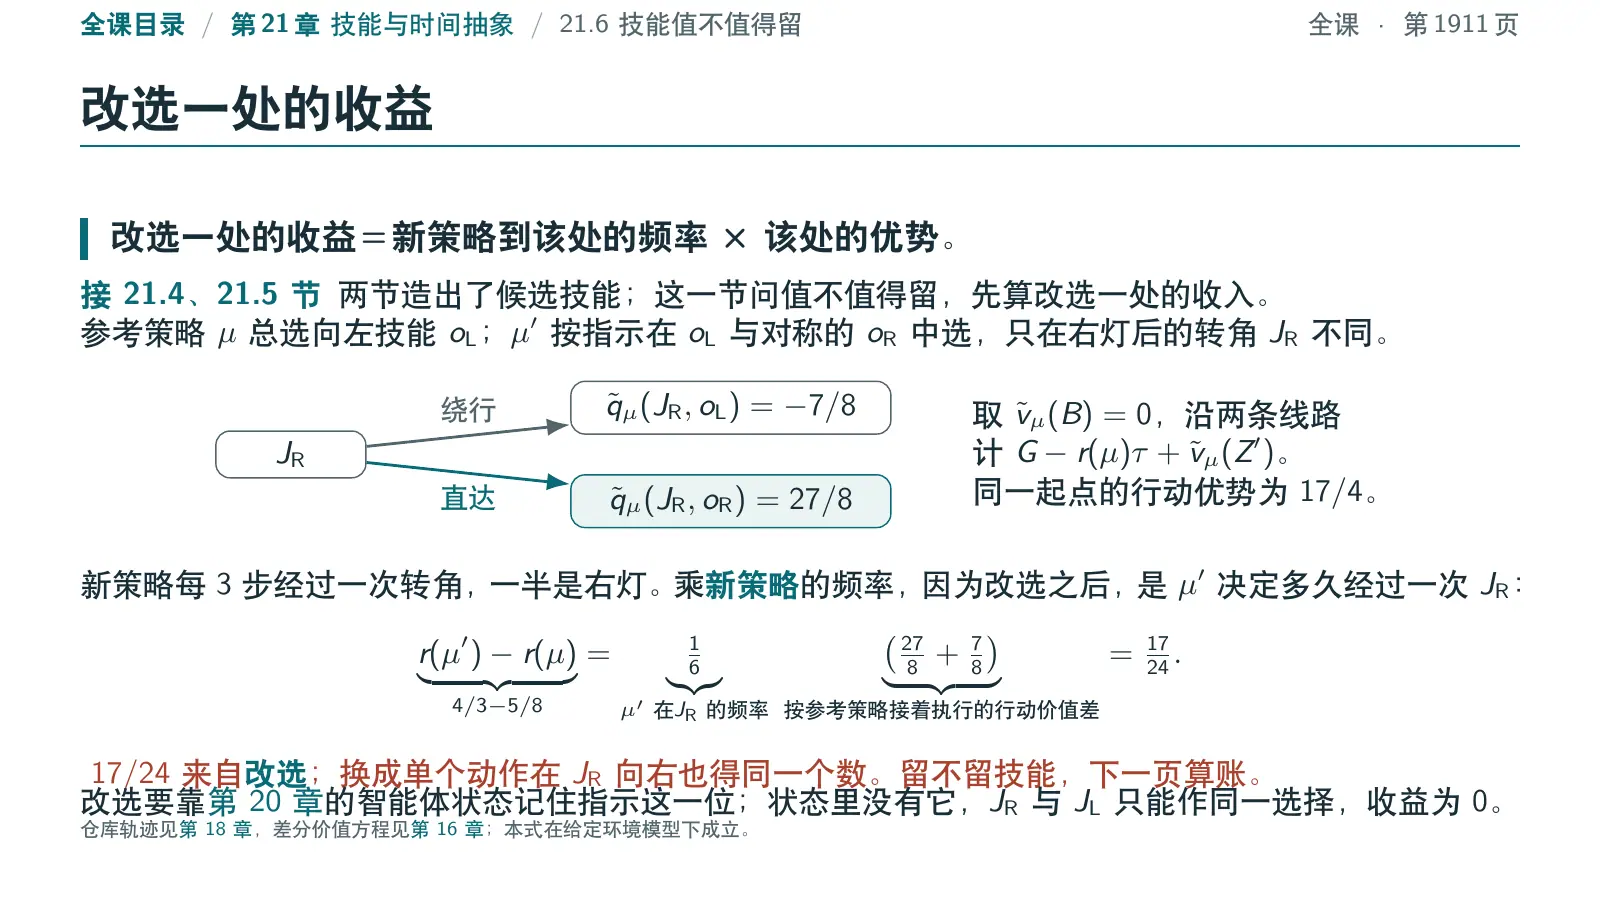 全课目录 / 第 21 章 技能与时间抽象 / 21.6 技能值不值得留
全课 · 第 1911 页
改选一处的收益
改选一处的收益＝新策略到该处的频率 × 该处的优势。
接 21.4、21.5 节 两节造出了候选技能；这一节问值不值得留，先算改选一处的收入。
参考策略 μ 总选向左技能 o_L；μ′ 按指示在 o_L 与对称的 o_R 中选，只在右灯后的转角 J_R 不同。
绕行
q̃_μ(J_R, o_L) = −7/8
J_R
直达
q̃_μ(J_R, o_R) = 27/8
取 ṽ_μ(B) = 0，沿两条线路
计 G − r(μ)τ + ṽ_μ(Z′)。
同一起点的行动优势为 17/4。
新策略每 3 步经过一次转角，一半是右灯。乘新策略的频率，因为改选之后，是 μ′ 决定多久经过一次 J_R：
r(μ′) − r(μ) = 1/6 (27/8 + 7/8) = 17/24.
4/3−5/8 μ′ 在J_R 的频率 按参考策略接着执行的行动价值差
17/24 来自改选；换成单个动作在 J_R 向右也得同一个数。留不留技能，下一页算账。
改选要靠第 20 章的智能体状态记住指示这一位；状态里没有它，J_R 与 J_L 只能作同一选择，收益为 0。
仓库轨迹见第 18 章，差分价值方程见第 16 章；本式在给定环境模型下成立。